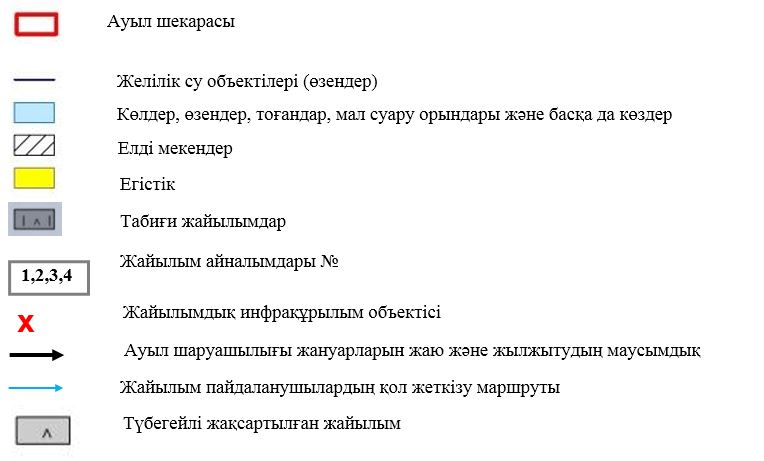 Ауыл шекарасы
Желілік су объектілері (өзендер)
Көлдер, өзендер, тоғандар, мал суару орындары және басқа да көздер
Елді мекендер
Егістік
Табиғи жайылымдар
Жайылым айналымдары №
1,2,3,4
Жайылымдық инфрақұрылым объектісі
X
Ауыл шаруашылығы жануарларын жаю және жылжытудың маусымдық
Жайылым пайдаланушылардың қол жеткізу маршруты
Түбегейлі жақсартылған жайылым